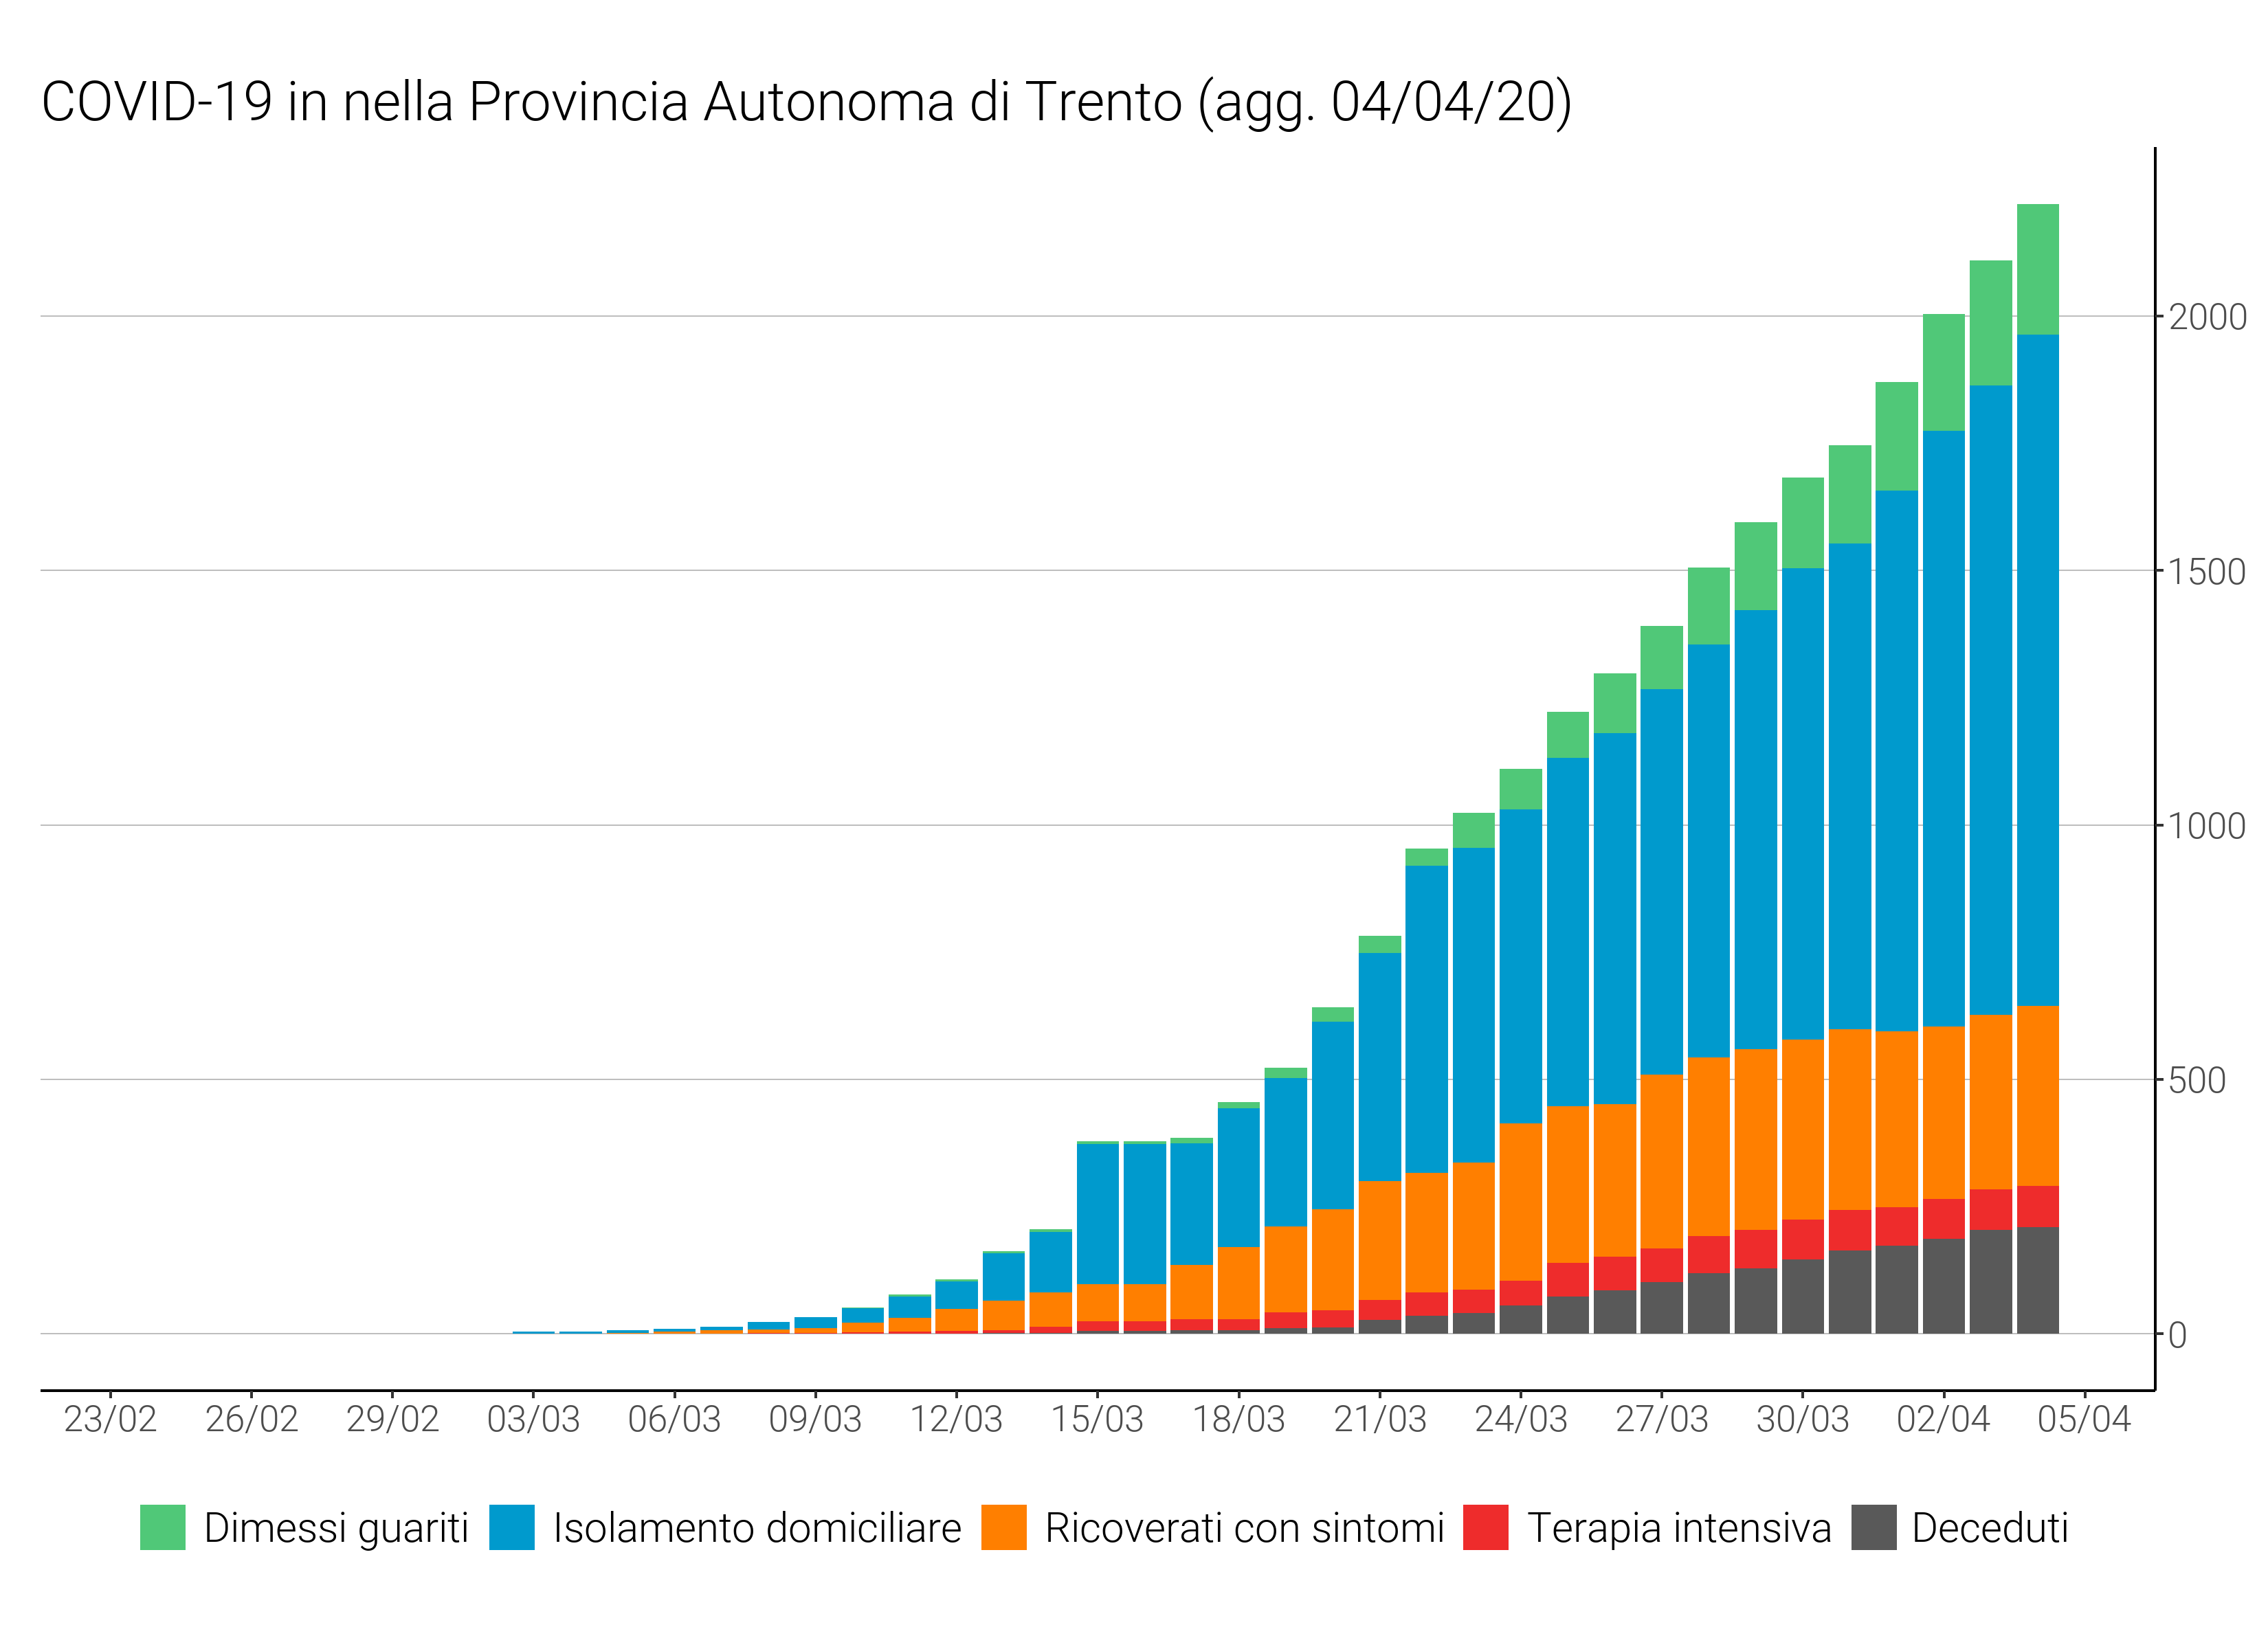 COVID-19 in nella Provincia Autonoma di Trento (agg. 04/04/20)
2000
1500
1000
500
0
23/02 26/02 29/02 03/03 06/03 09/03 12/03 15/03 18/03 21/03 24/03 27/03 30/03 02/04 05/04
Dimessi guariti Isolamento domiciliare Ricoverati con sintomi Terapia intensiva Deceduti